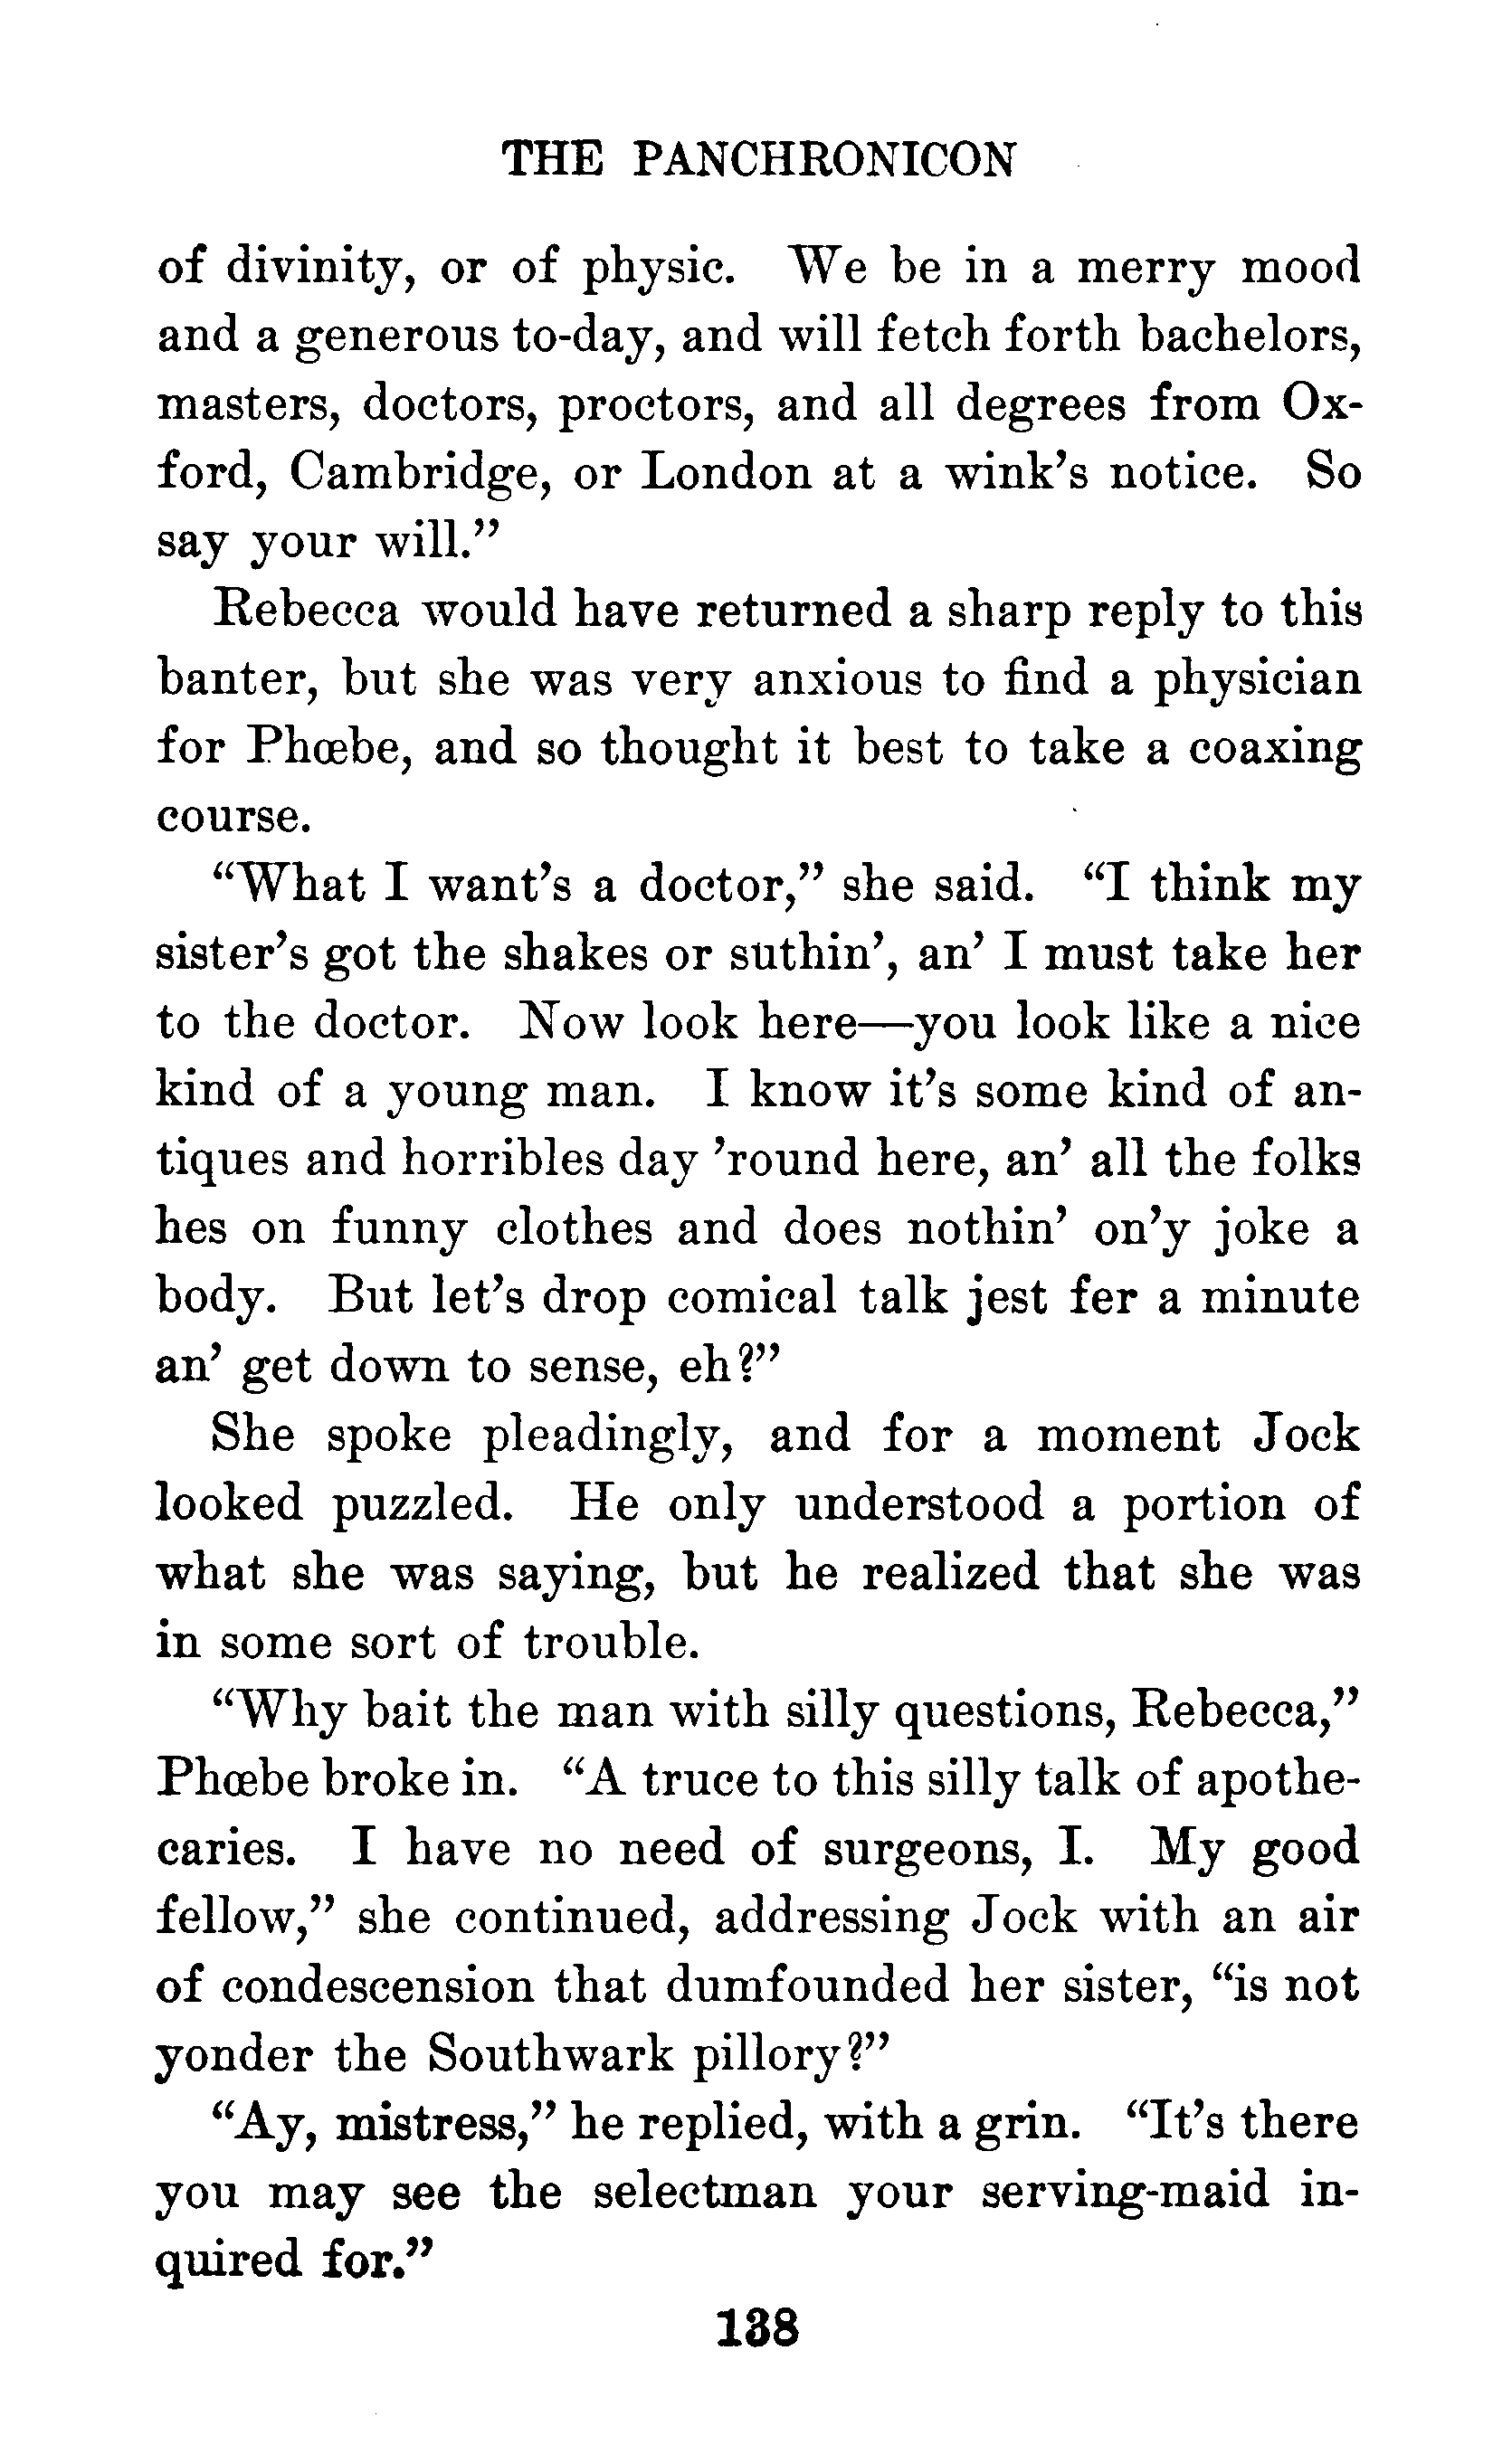 THE PANCHRONICON
of divinity, or of physic. We be in a merry mood
and a generous to-day, and will fetch forth bachelors,
masters, doctors, proctors, and all degrees from Ox-
ford, Cambridge, or London at a wink's notice. So
say your will.”
Rebecca would have returned a sharp reply to this
banter, but she was very anxious to find a physician
for Phœbe, and so thought it best to take a coaxing
course.
“What I want's a doctor,” she said. “I think my
sister's got the shakes or suthin', an' I must take her
to the doctor. Now look here—you look like a nice
kind of a young man. I know it's some kind of an-
tiques and horribles day 'round here, an' all the folks
hes on funny clothes and does nothin' on'y joke a
body. But let's drop comical talk jest fer a minute
an' get down to sense, eh?”
She spoke pleadingly, and for a moment Jock
looked puzzled. He only understood a portion of
what she was saying, but he realized that she was
in some sort of trouble.
“Why bait the man with silly questions, Rebecca,”
Phœbe broke in. “A truce to this silly talk of apothe-
caries. I have no need of surgeons, I. My good
fellow,” she continued, addressing Jock with an air
of condescension that dumfounded her sister, “is not
yonder the Southwark pillory?”
“Ay, mistress,” he replied, with a grin. “It's there
you may see the selectman your serving-maid in-
quired for.”
138